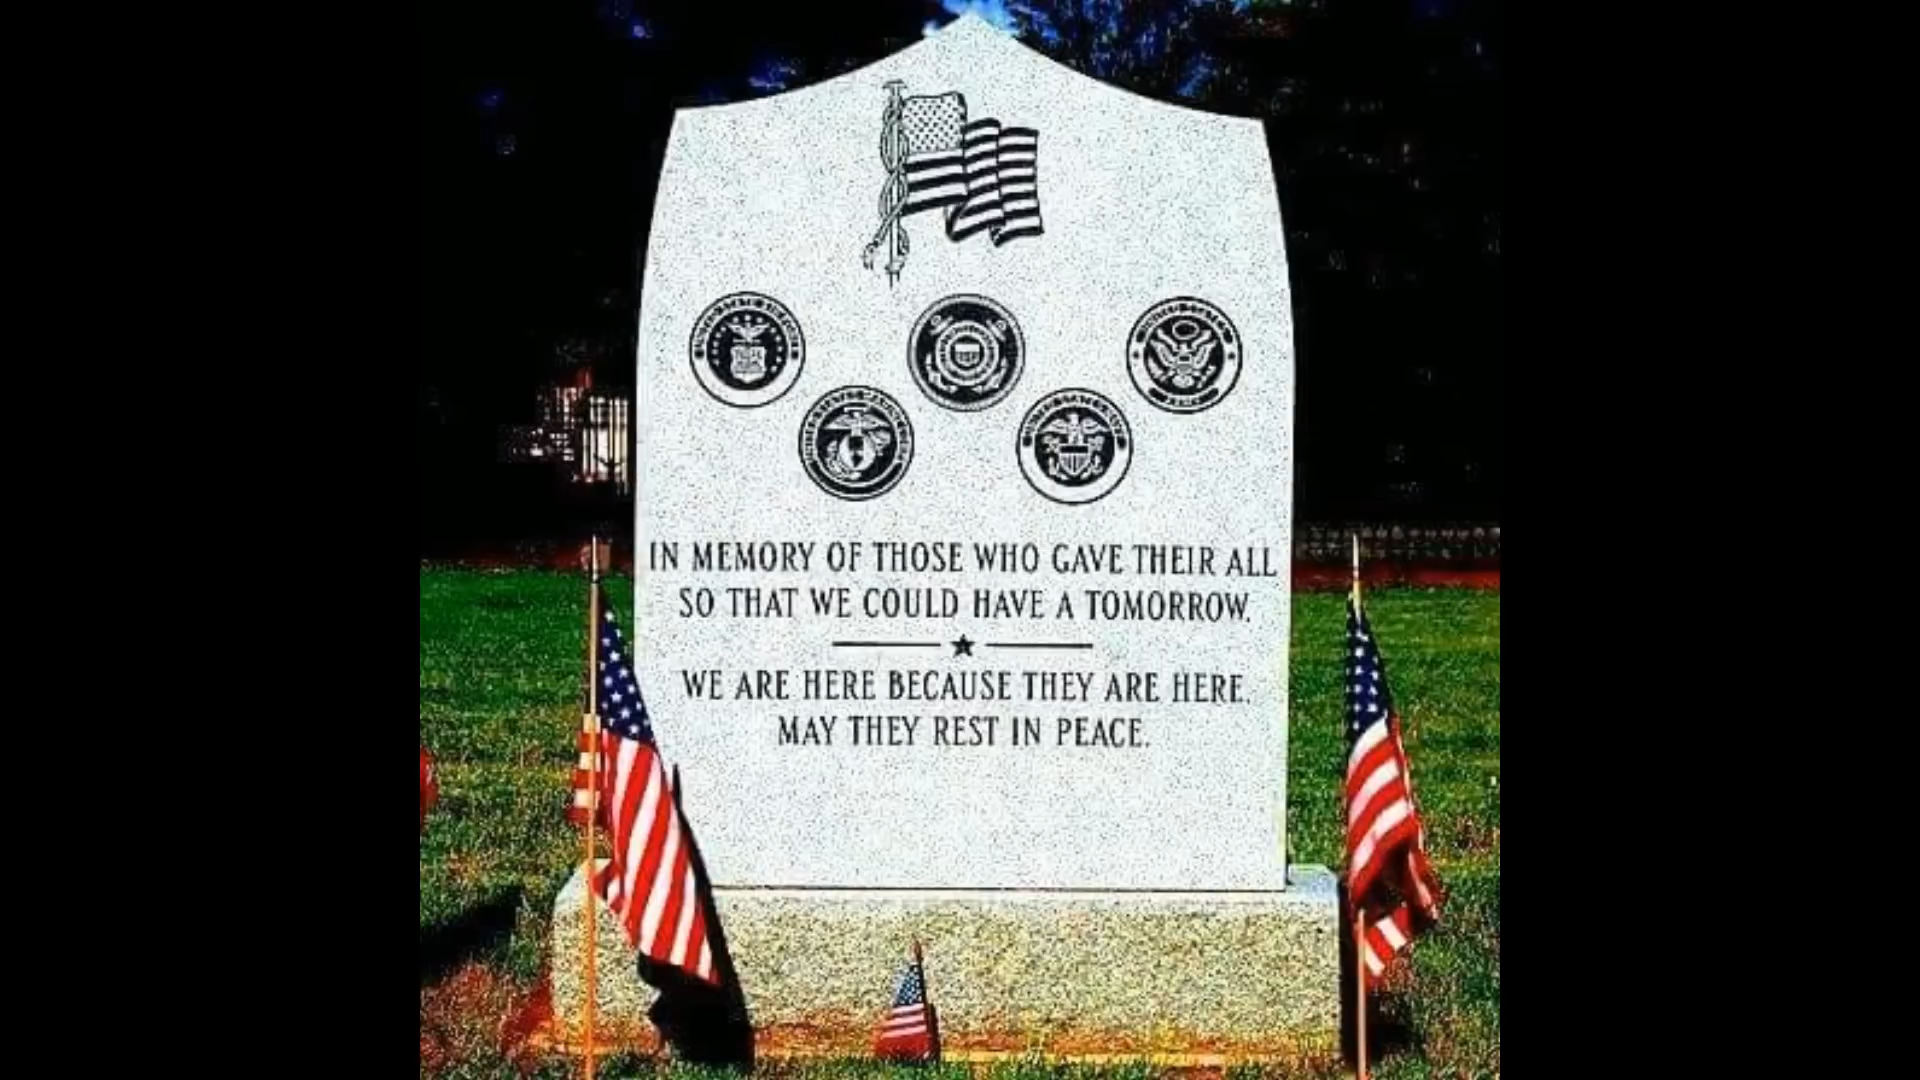 IN MEMORY OF THOSE WHO GAVE THEIR ALL
SO THAT WE COULD HAVE A TOMORROW.
WE ARE HERE BECAUSE THEY ARE HERE.
MAY THEY REST IN PEACE.